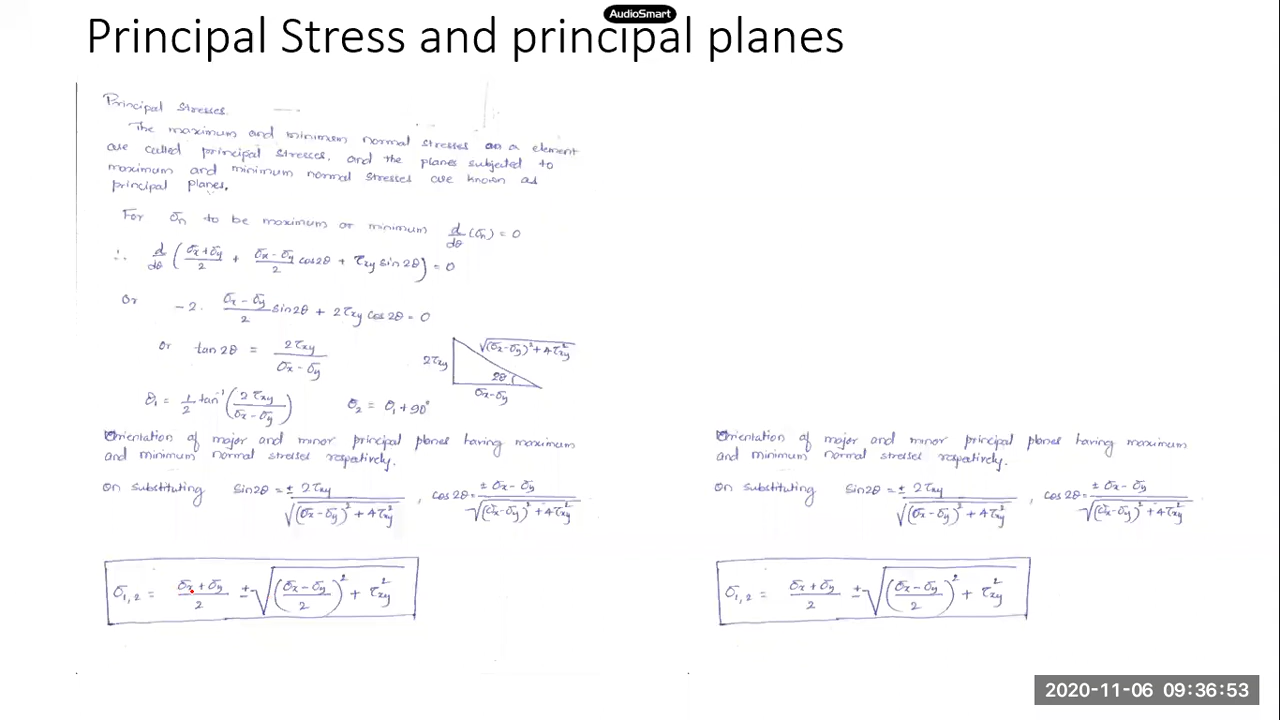 AudioSmart
Principal Stress and principal planes
Principal Stresses.
The maximum and minimum normal stresses on a element
are called principal stresses, and the planes subjected to
maximum and minimum normal stresses are known as
principal planes.
For σn to be maximum or minimum d/dθ (σn) = 0
∴ d/dθ ( (σx + σy)/2 + (σx - σy)/2 cos2θ + τxy sin2θ ) = 0
Or -2. (σx - σy)/2 sin2θ + 2τxy cos2θ = 0
or tan2θ = 2τxy/(σx - σy)
2τxy √((σx-σy)² + 4τxy²)
2θ
σx-σy
θ1 = 1/2 tan⁻¹ (2τxy/(σx - σy)) θ2 = θ1 + 90°
Orientation of major and minor principal planes having maximum
and minimum normal stresses respectively.
On substituting sin2θ = ± 2τxy/√((σx - σy)² + 4τxy²) , cos2θ = ± σx - σy/√((σx - σy)² + 4τxy²)
σ1,2 = (σx + σy)/2 ± √(((σx - σy)/2)² + τxy²)
Orientation of major and minor principal planes having maximum
and minimum normal stresses respectively.
On substituting sin2θ = ± 2τxy/√((σx - σy)² + 4τxy²) , cos2θ = ± σx - σy/√((σx - σy)² + 4τxy²)
σ1,2 = (σx + σy)/2 ± √(((σx - σy)/2)² + τxy²)
2020-11-06 09:36:53